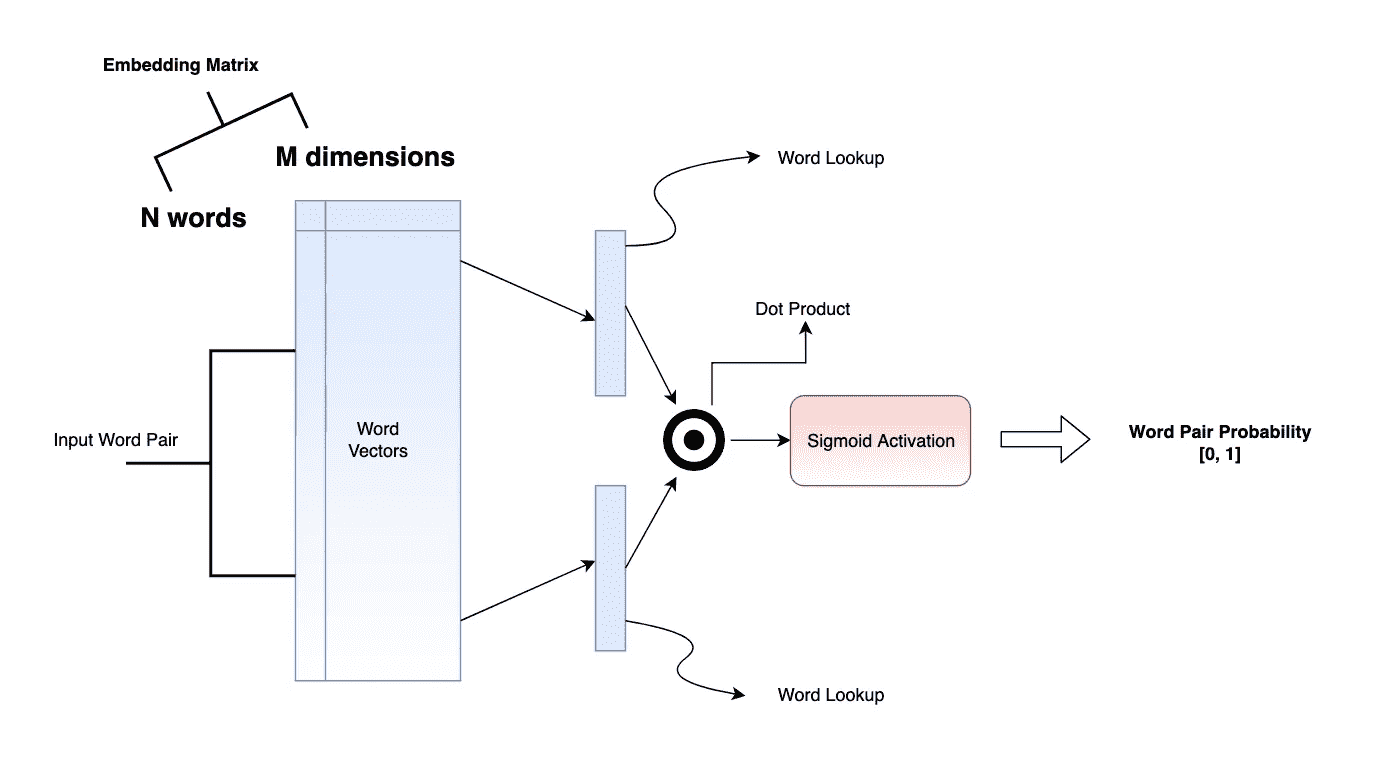 Embedding Matrix
M dimensions
N words
Word Lookup
Dot Product
Input Word Pair
Word
Vectors
Sigmoid Activation
Word Pair Probability
[0, 1]
Word Lookup